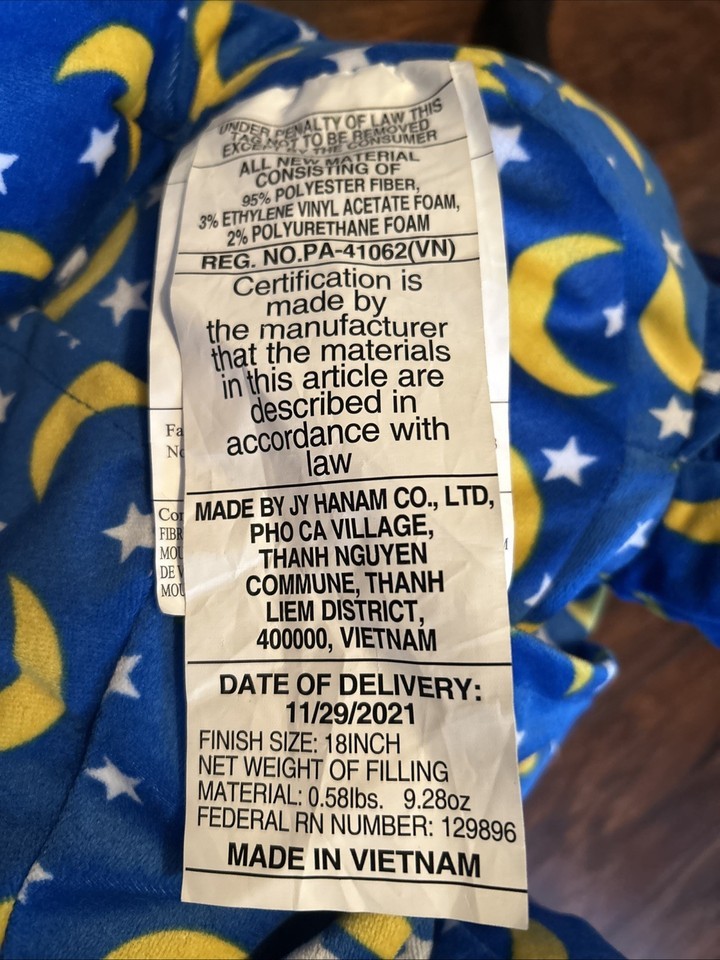 UNDER PENALTY OF LAW THIS
TAG NOT TO BE REMOVED
EXCEPT BY THE CONSUMER
ALL NEW MATERIAL
CONSISTING OF
95% POLYESTER FIBER,
3% ETHYLENE VINYL ACETATE FOAM,
2% POLYURETHANE FOAM
REG. NO.PA-41062(VN)
Certification is
made by
the manufacturer
that the materials
in this article are
described in
accordance with
law
MADE BY JY HANAM CO., LTD,
PHO CA VILLAGE,
THANH NGUYEN
COMMUNE, THANH
LIEM DISTRICT,
400000, VIETNAM
DATE OF DELIVERY:
11/29/2021
FINISH SIZE: 18INCH
NET WEIGHT OF FILLING
MATERIAL: 0.58lbs. 9.28oz
FEDERAL RN NUMBER: 129896
MADE IN VIETNAM